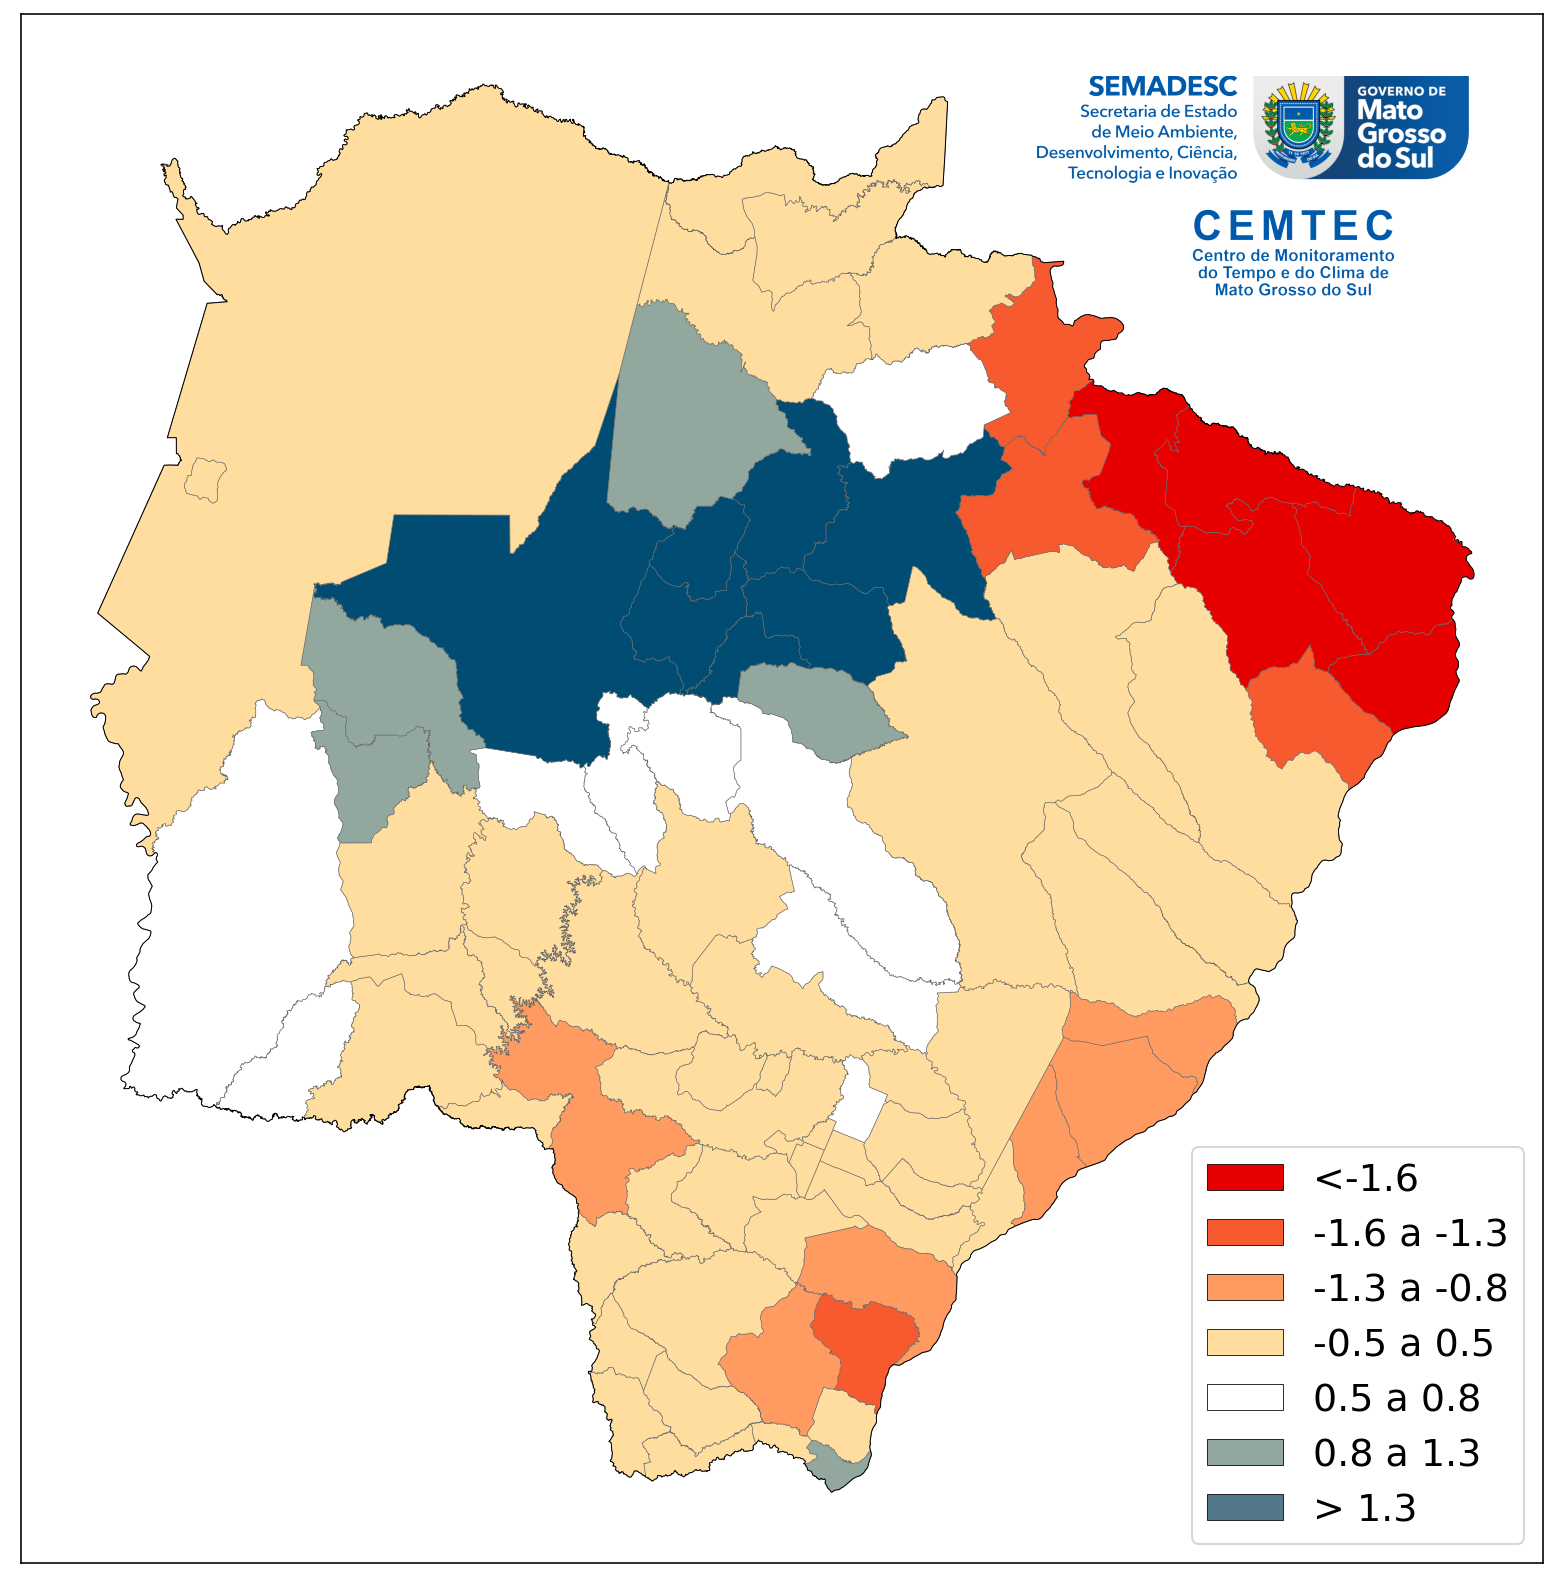 SEMADESC
Secretaria de Estado
de Meio Ambiente,
Desenvolvimento, Ciência,
Tecnologia e Inovação
GOVERNO DE
Mato
Grosso
do Sul
CEMTEC
Centro de Monitoramento
do Tempo e do Clima de
Mato Grosso do Sul
<-1.6
-1.6 a -1.3
-1.3 a -0.8
-0.5 a 0.5
0.5 a 0.8
0.8 a 1.3
> 1.3